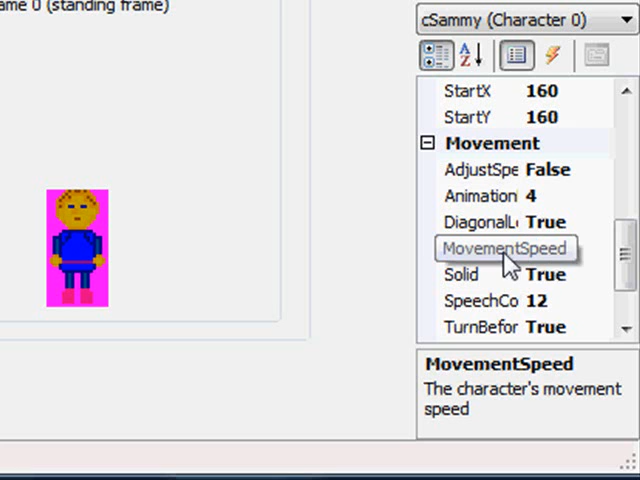 ame 0 (standing frame)
cSammy (Character 0)
A
Z
StartX 160
StartY 160
Movement
AdjustSpe False
Animation 4
DiagonalL True
MovementSpeed
Solid True
SpeechCo 12
TurnBefor True
MovementSpeed
The character's movement
speed